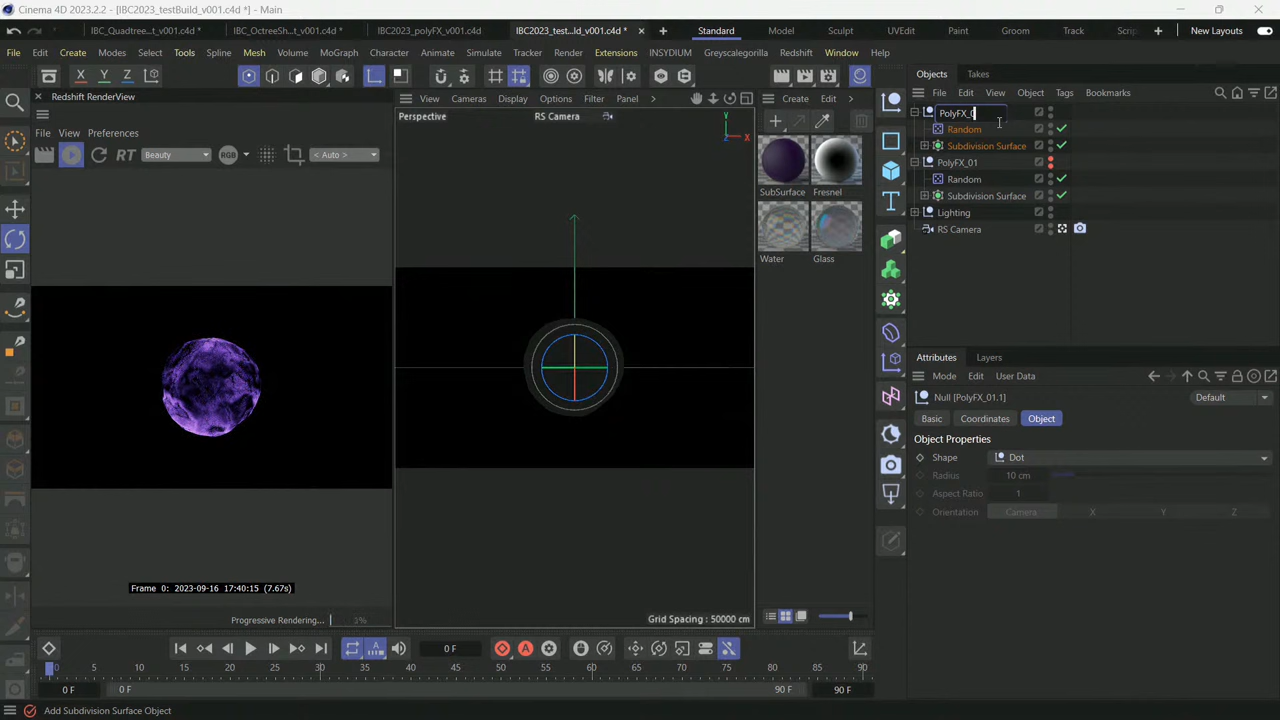 Cinema 4D 2023.2.2 - [IBC2023_testBuild_v001.c4d *] - Main
IBC_Quadtree...t_v001.c4d *
IBC_OctreeSh...t_v001.c4d *
IBC2023_polyFX_v001.c4d
IBC2023_test...ld_v001.c4d *
Standard
Model
Sculpt
UVEdit
Paint
Groom
Track
Scrip
New Layouts
File Edit Create Modes Select Tools Spline Mesh Volume MoGraph Character Animate Simulate Tracker Render Extensions INSYDIUM Greyscalegorilla Redshift Window Help
X Y Z
Redshift RenderView
File View Preferences
RT Beauty RGB < Auto >
Frame 0: 2023-09-16 17:40:15 (7.67s)
Progressive Rendering... 3%
View Cameras Display Options Filter Panel
Perspective
RS Camera
Y
X
Grid Spacing : 50000 cm
Create Edit
SubSurface
Fresnel
Water
Glass
Objects Takes
File Edit View Object Tags Bookmarks
PolyFX_0
Random
Subdivision Surface
PolyFX_01
Random
Subdivision Surface
Lighting
RS Camera
Attributes Layers
Mode Edit User Data
Null [PolyFX_01.1]
Default
Basic Coordinates Object
Object Properties
Shape Dot
Radius 10 cm
Aspect Ratio 1
Orientation Camera X Y Z
0 F
0 5 10 15 20 25 30 35 40 45 50 55 60 65 70 75 80 85 90
0 F 0 F 90 F 90 F
Add Subdivision Surface Object